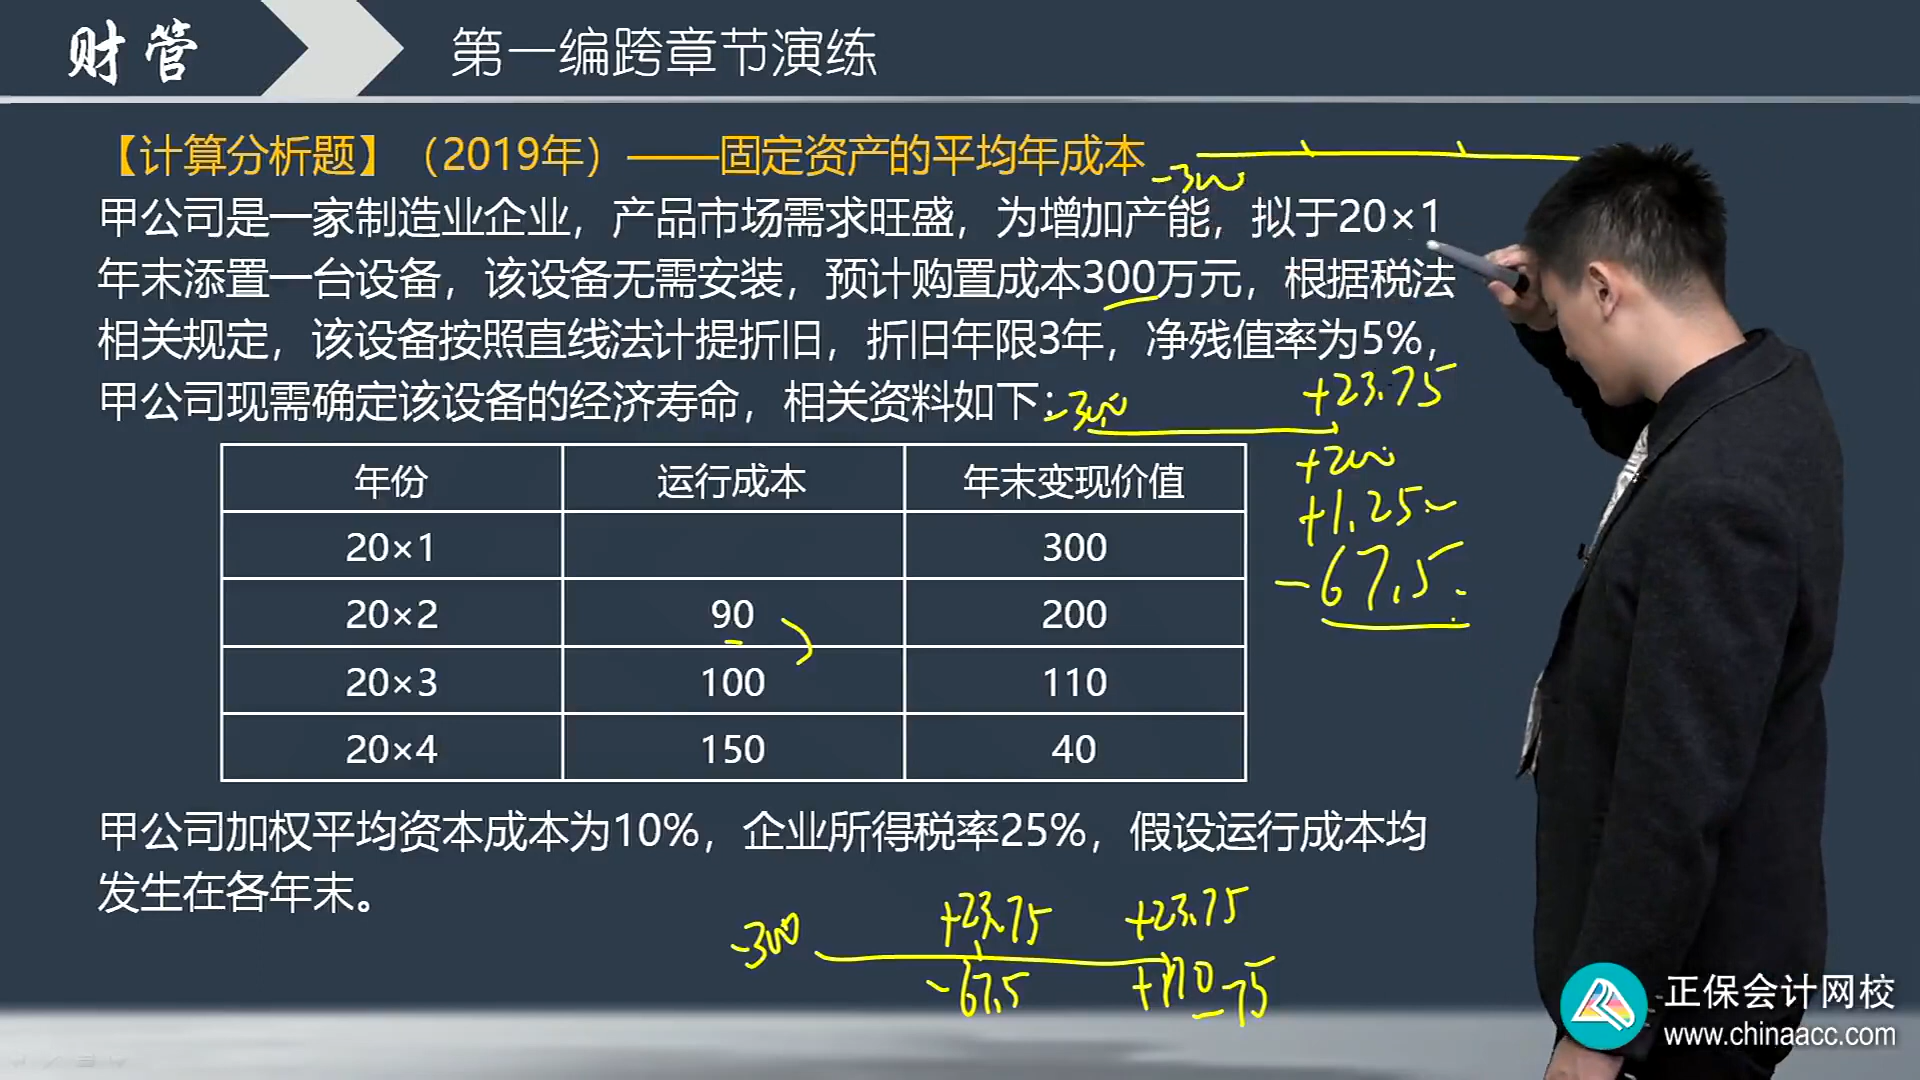 财管
第一编跨章节演练
【计算分析题】（2019年）——固定资产的平均年成本
-300
甲公司是一家制造业企业，产品市场需求旺盛，为增加产能，拟于20×1
年末添置一台设备，该设备无需安装，预计购置成本300万元，根据税法
相关规定，该设备按照直线法计提折旧，折旧年限3年，净残值率为5%，
甲公司现需确定该设备的经济寿命，相关资料如下：
-300
+23.75
+200
+1.25
-67.5
年份 运行成本 年末变现价值
20×1 300
20×2 90 200
20×3 100 110
20×4 150 40
甲公司加权平均资本成本为10%，企业所得税率25%，假设运行成本均
发生在各年末。
-300 +23.75 +23.75
-67.5 +110 -75
正保会计网校
www.chinaacc.com